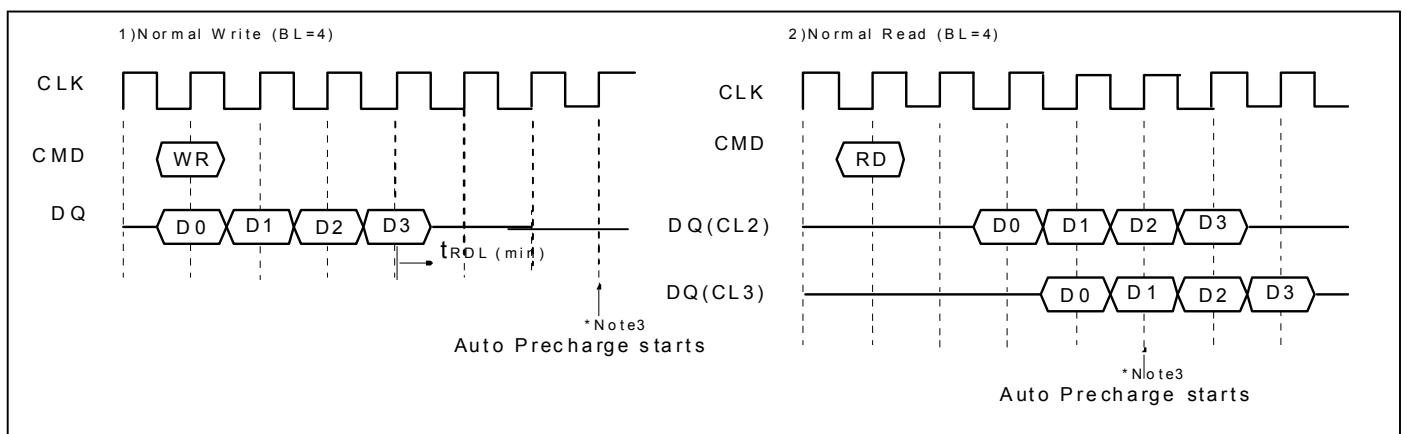 1)Normal Write (BL=4)
CLK
CMD
WR
DQ
D0 D1 D2 D3
tRDL (min)
*Note3
Auto Precharge starts
2)Normal Read (BL=4)
CLK
CMD
RD
DQ(CL2)
D0 D1 D2 D3
DQ(CL3)
D0 D1 D2 D3
*Note3
Auto Precharge starts